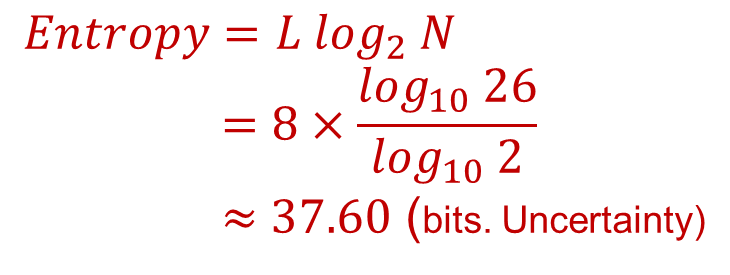 Entropy = L log₂ N
= 8 × log₁₀ 26 / log₁₀ 2
≈ 37.60 (bits. Uncertainty)